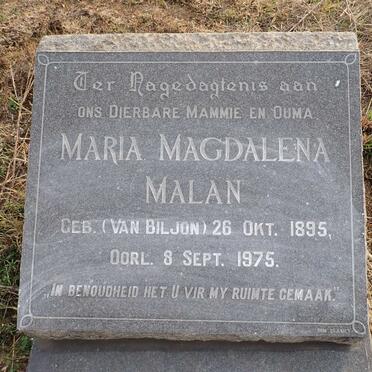 Ter Nagedagtenis aan
ons Dierbare Mammie en Ouma
Maria Magdalena
Malan
Geb. (Van Biljon) 26 Okt. 1895,
Oorl. 8 Sept. 1975.
„In benoudheid het U vir my ruimte gemaak."